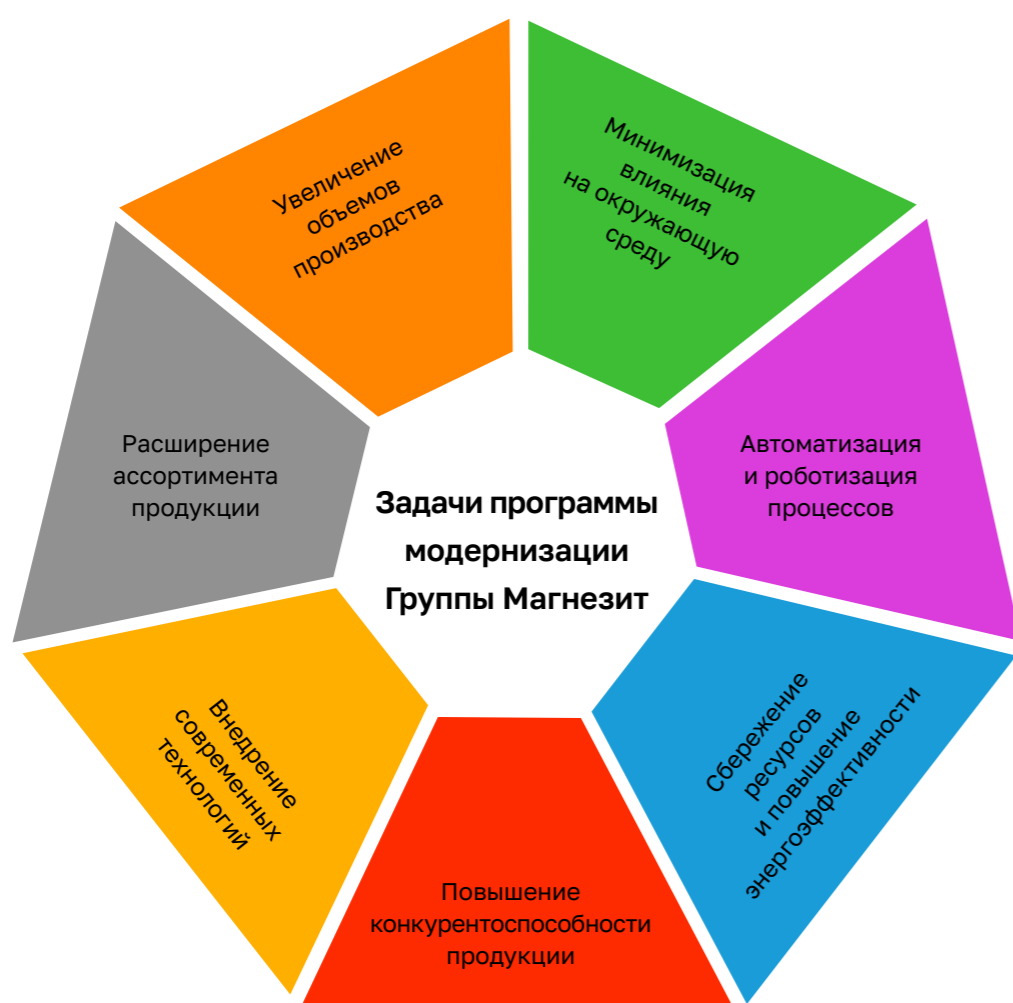 Увеличение
объемов
производства
Минимизация
влияния
на окружающую
среду
Расширение
ассортимента
продукции
Автоматизация
и роботизация
процессов
Задачи программы
модернизации
Группы Магнезит
Внедрение
современных
технологий
Сбережение
ресурсов
и повышение
энергоэффективности
Повышение
конкурентоспособности
продукции